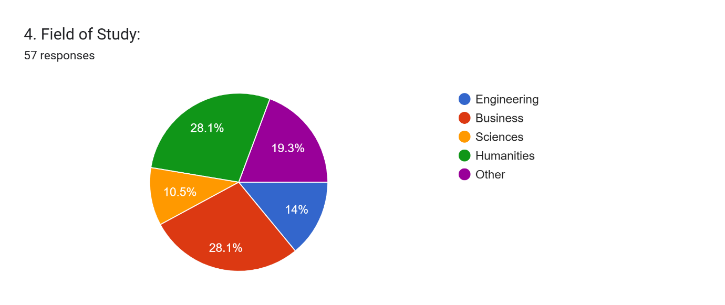 4. Field of Study:
57 responses
28.1%
19.3%
10.5%
14%
28.1%
Engineering
Business
Sciences
Humanities
Other